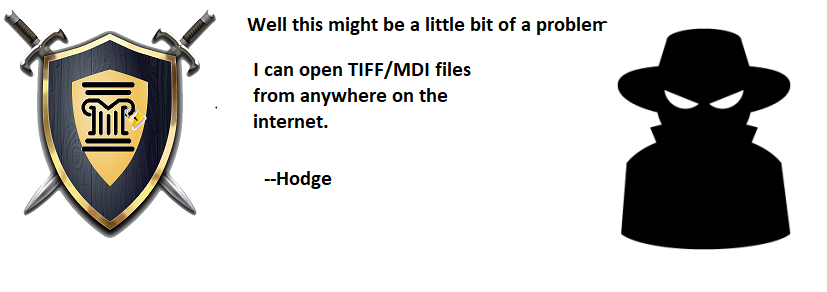 Well this might be a little bit of a problem
I can open TIFF/MDI files
from anywhere on the
internet.
--Hodge